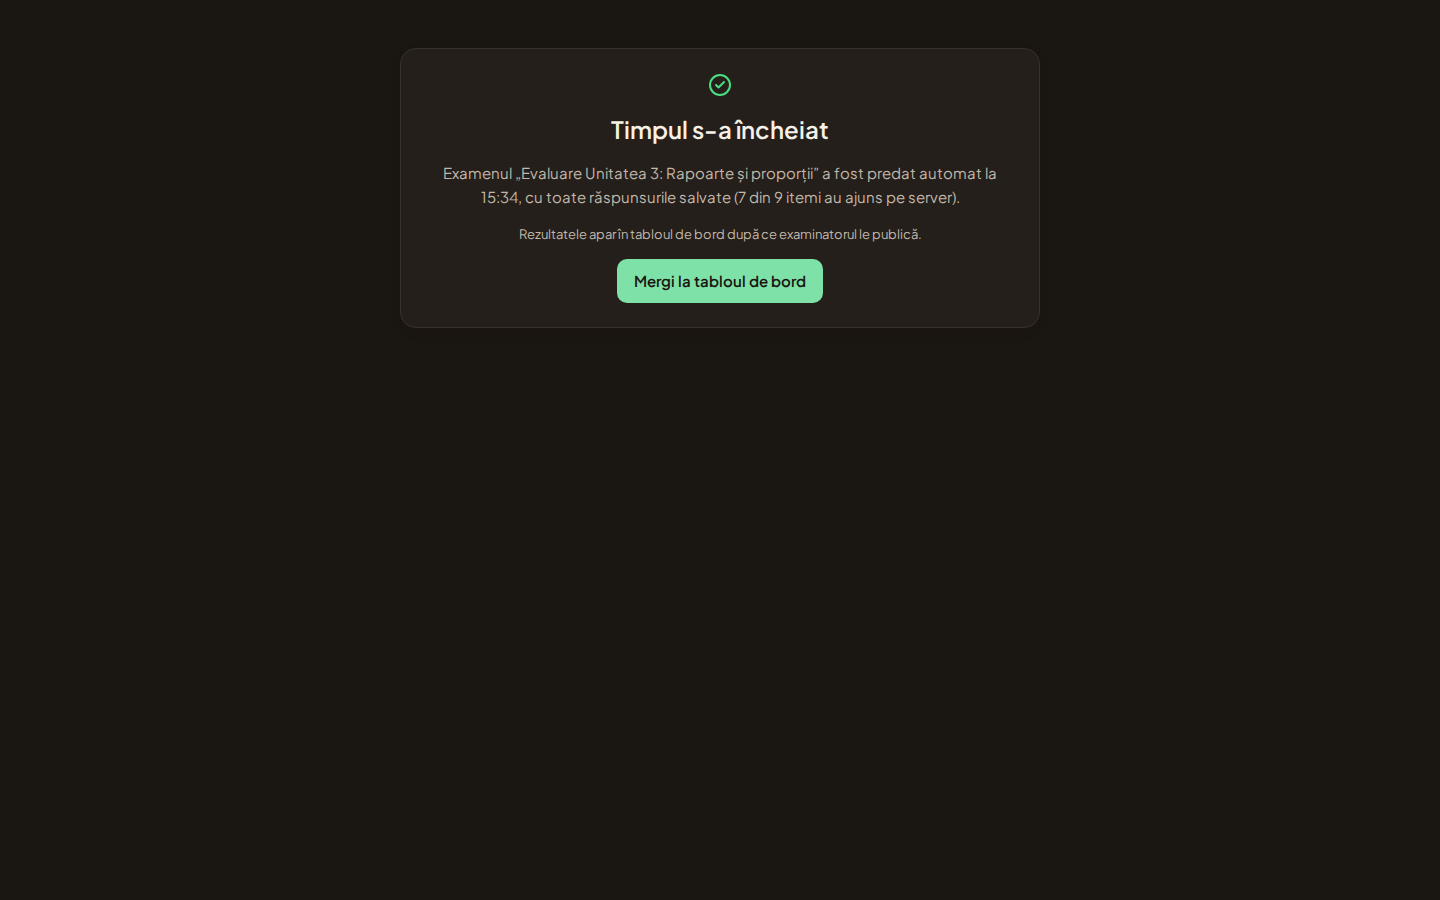 Timpul s-a încheiat
Examenul „Evaluare Unitatea 3: Rapoarte și proporții” a fost predat automat la
15:34, cu toate răspunsurile salvate (7 din 9 itemi au ajuns pe server).
Rezultatele apar în tabloul de bord după ce examinatorul le publică.
Mergi la tabloul de bord